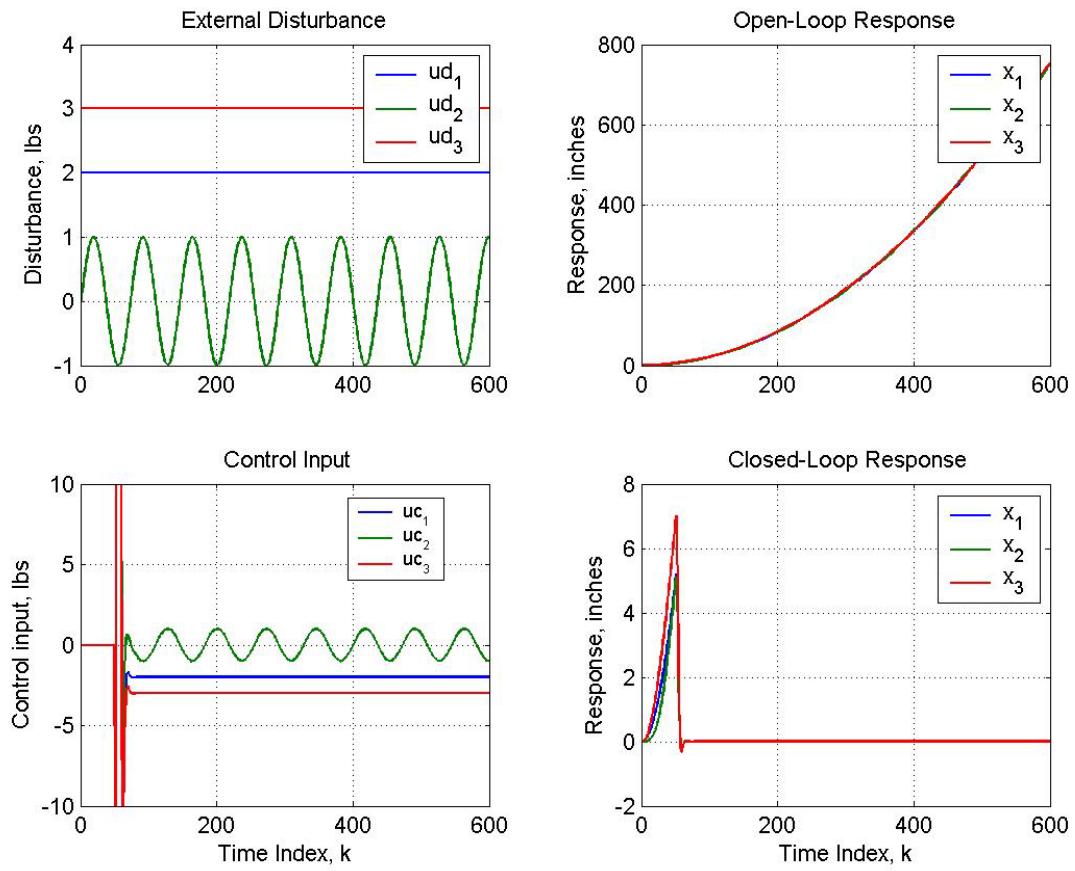 External Disturbance
4
3
2
1
0
-1
Disturbance, lbs
ud1
ud2
ud3
0 200 400 600
Open-Loop Response
800
600
400
200
0
Response, inches
x1
x2
x3
0 200 400 600
Control Input
10
5
0
-5
-10
Control input, lbs
uc1
uc2
uc3
0 200 400 600
Time Index, k
Closed-Loop Response
8
6
4
2
0
-2
Response, inches
x1
x2
x3
0 200 400 600
Time Index, k